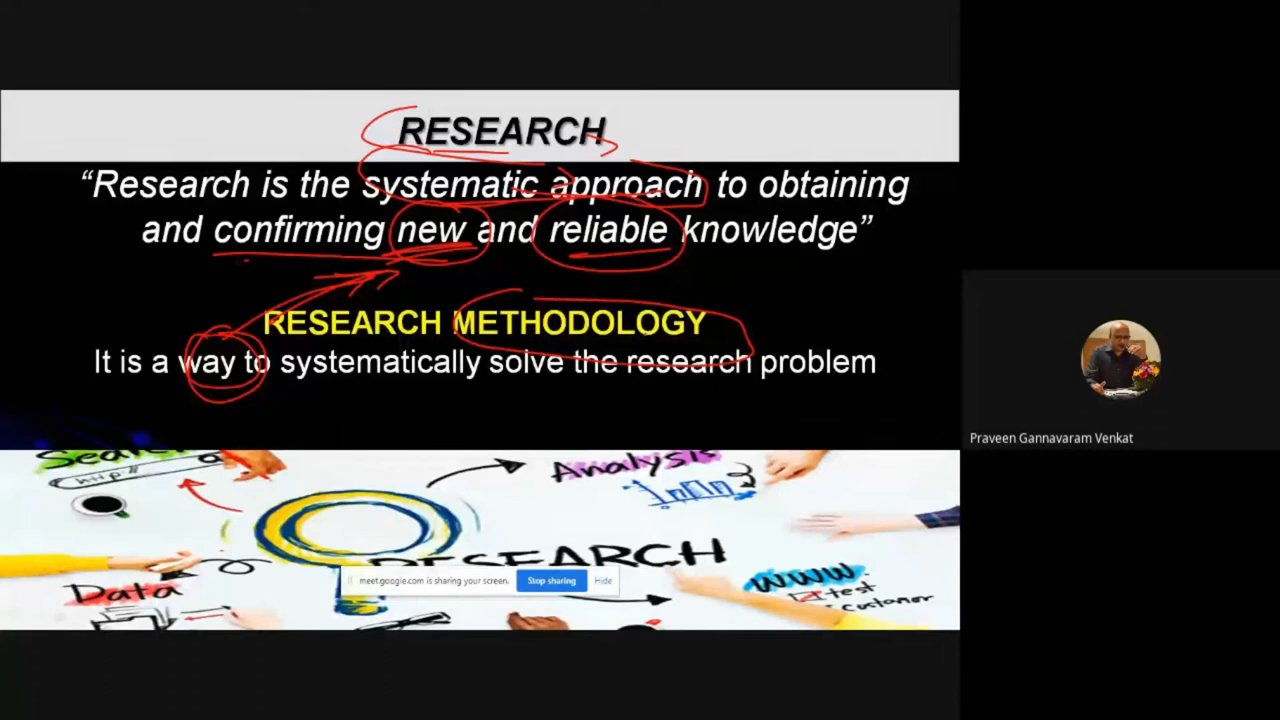 RESEARCH
“Research is the systematic approach to obtaining
and confirming new and reliable knowledge”
RESEARCH METHODOLOGY
It is a way to systematically solve the research problem
Praveen Gannavaram Venkat
Search
http://
Analysis
RESEARCH
meet.google.com is sharing your screen.
Stop sharing
Hide
Data
www
test
customer